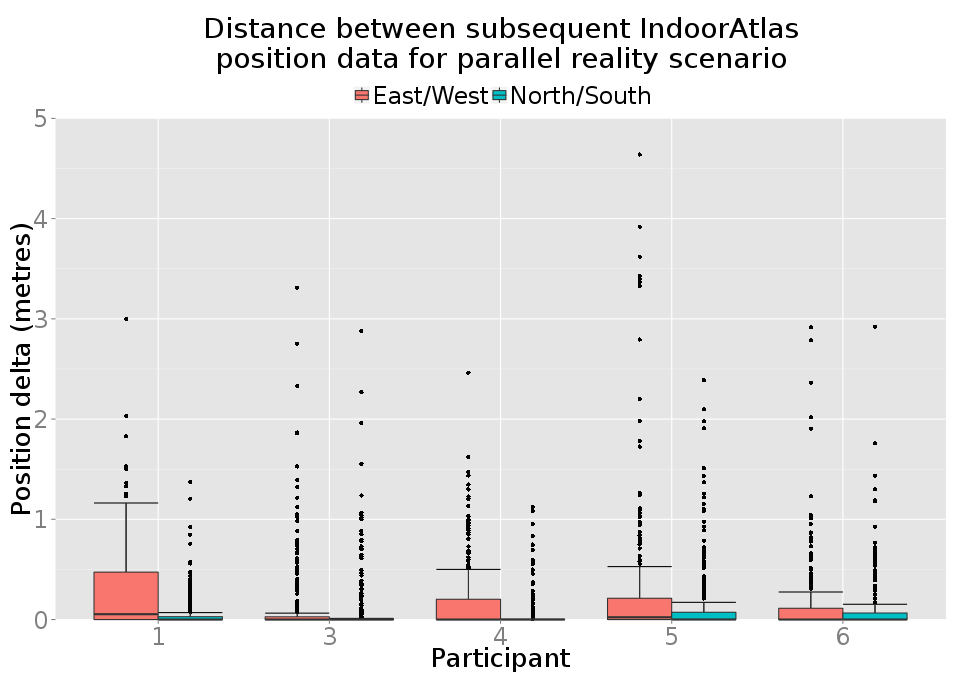 Distance between subsequent IndoorAtlas
position data for parallel reality scenario
East/West North/South
Position delta (metres)
5
4
3
2
1
0
1 3 4 5 6
Participant